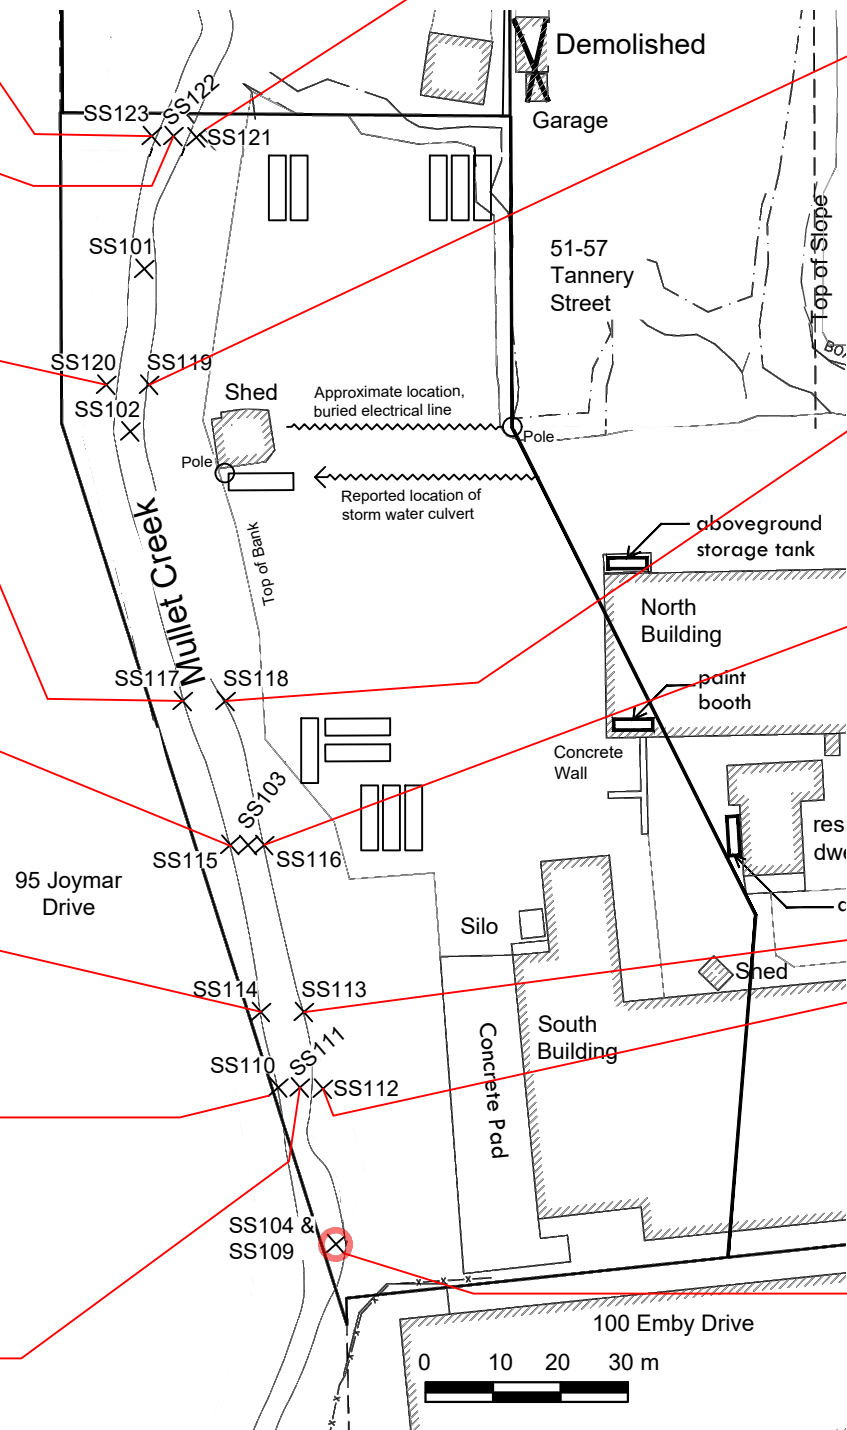 Demolished
Garage
SS123
SS122
SS121
51-57
Tannery
Street
Top of Slope
SS101
SS120
SS119
SS102
Shed
Approximate location,
buried electrical line
Pole
Pole
Reported location of
storm water culvert
Mullet Creek
Top of Bank
aboveground
storage tank
North
Building
paint
booth
SS117
SS118
Concrete
Wall
SS103
SS115
SS116
95 Joymar
Drive
Silo
Shed
SS114
SS113
South
Building
Concrete Pad
SS110
SS111
SS112
SS104 &
SS109
100 Emby Drive
0 10 20 30 m